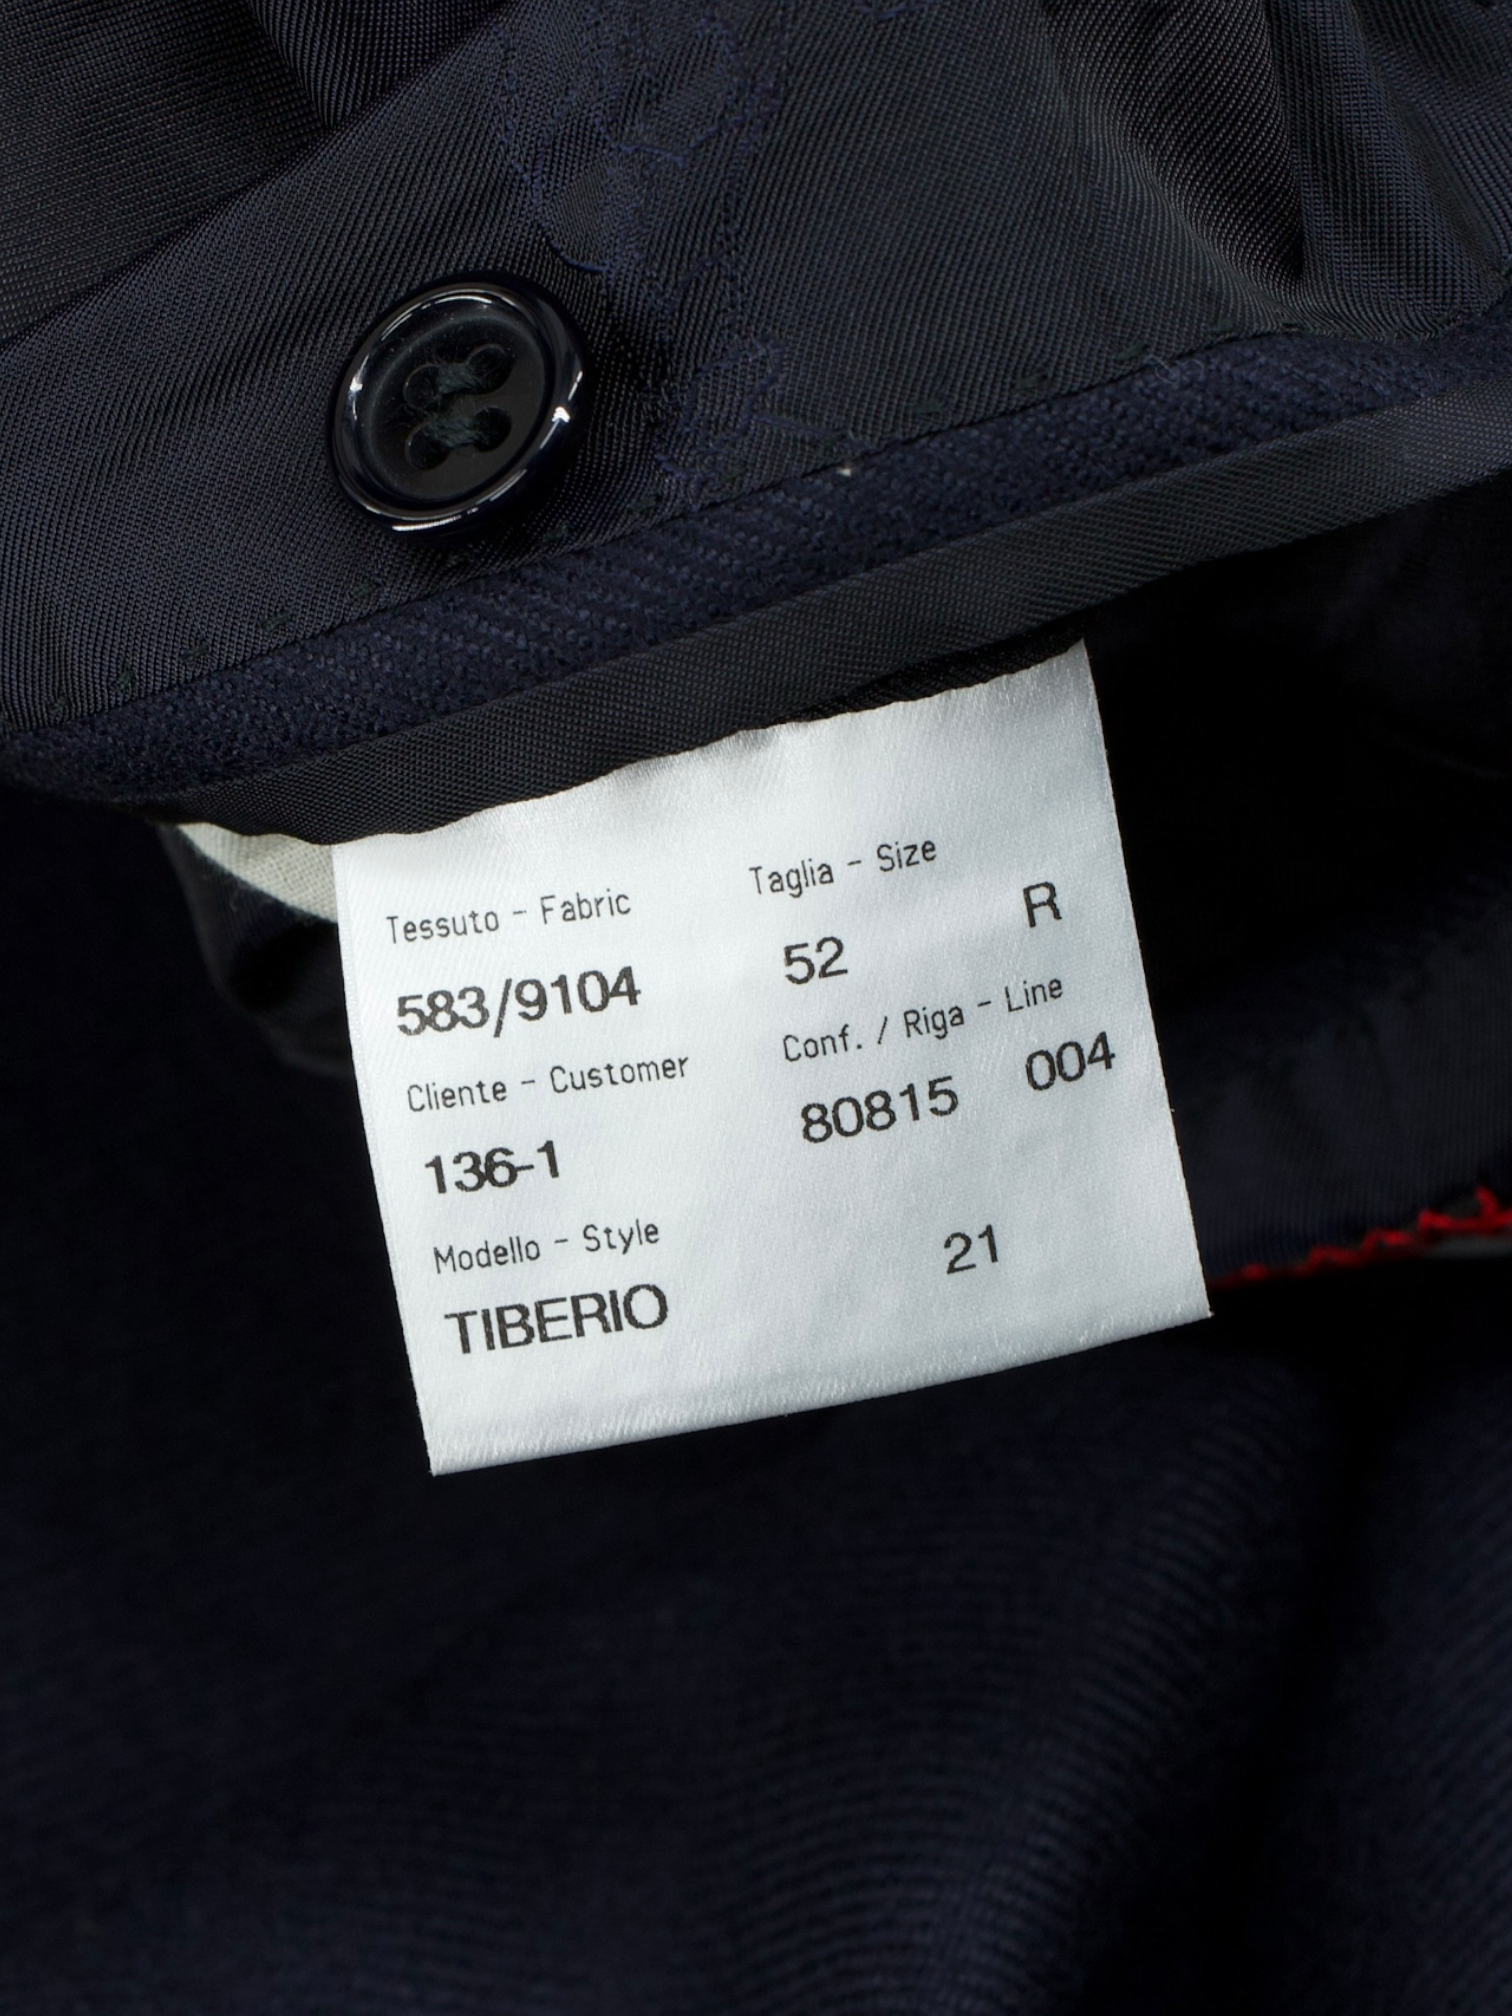 Tessuto - Fabric Taglia - Size
583/9104 52 R
Cliente - Customer Conf. / Riga - Line
136-1 80815 004
Modello - Style
TIBERIO 21